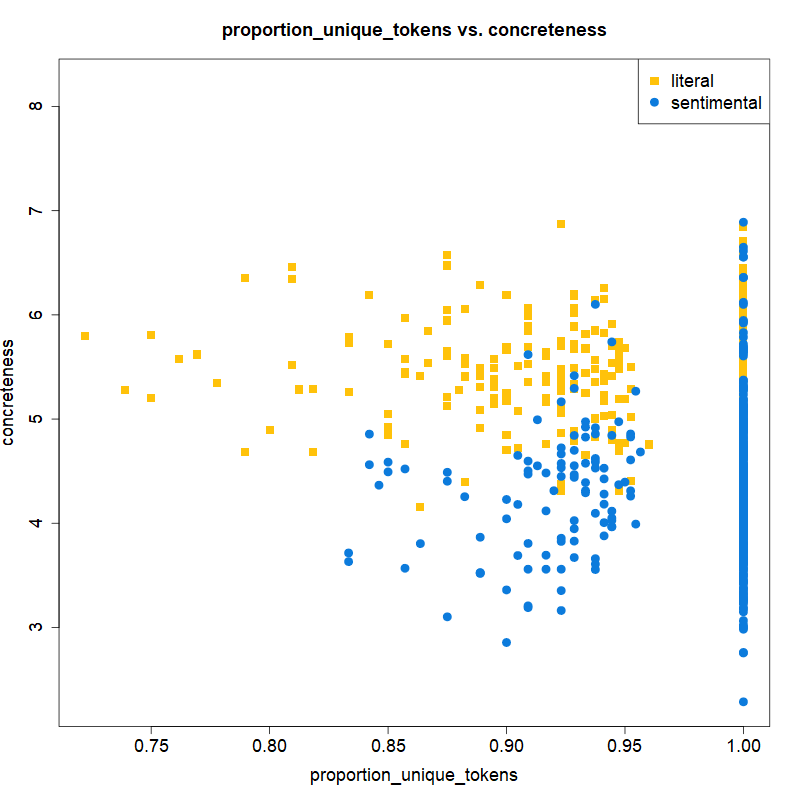 proportion_unique_tokens vs. concreteness
literal
sentimental
concreteness
8
7
6
5
4
3
0.75 0.80 0.85 0.90 0.95 1.00
proportion_unique_tokens